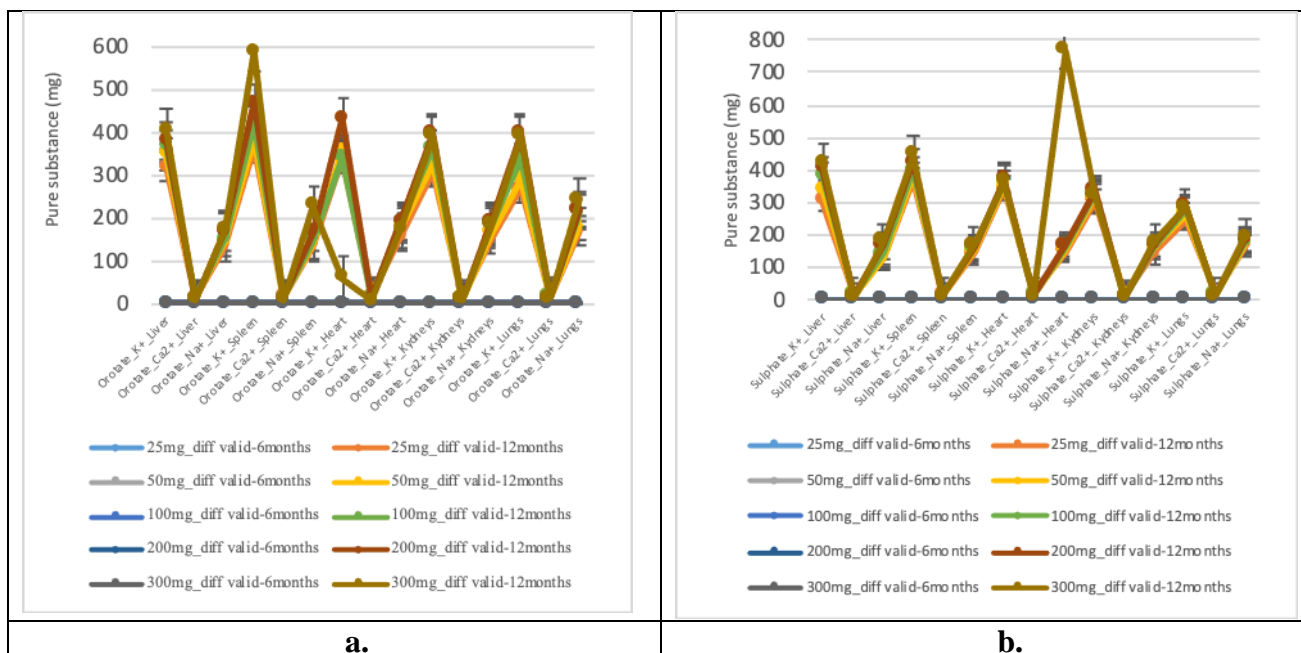 Pure substance (mg)
600
500
400
300
200
100
0
Orotate_K+_Liver
Orotate_Ca2+_Liver
Orotate_Na+_Liver
Orotate_K+_Spleen
Orotate_Ca2+_Spleen
Orotate_Na+_Spleen
Orotate_K+_Heart
Orotate_Ca2+_Heart
Orotate_Na+_Heart
Orotate_K+_Kydneys
Orotate_Ca2+_Kydneys
Orotate_Na+_Kydneys
Orotate_K+_Lungs
Orotate_Ca2+_Lungs
Orotate_Na+_Lungs
25mg_diff valid-6months
25mg_diff valid-12months
50mg_diff valid-6months
50mg_diff valid-12months
100mg_diff valid-6months
100mg_diff valid-12months
200mg_diff valid-6months
200mg_diff valid-12months
300mg_diff valid-6months
300mg_diff valid-12months
a.
Pure substance (mg)
800
700
600
500
400
300
200
100
0
Sulphate_K+_Liver
Sulphate_Ca2+_Liver
Sulphate_Na+_Liver
Sulphate_K+_Spleen
Sulphate_Ca2+_Spleen
Sulphate_Na+_Spleen
Sulphate_K+_Heart
Sulphate_Ca2+_Heart
Sulphate_Na+_Heart
Sulphate_K+_Kydneys
Sulphate_Ca2+_Kydneys
Sulphate_Na+_Kydneys
Sulphate_K+_Lungs
Sulphate_Ca2+_Lungs
Sulphate_Na+_Lungs
25mg_diff valid-6months
25mg_diff valid-12months
50mg_diff valid-6months
50mg_diff valid-12months
100mg_diff valid-6months
100mg_diff valid-12months
200mg_diff valid-6months
200mg_diff valid-12months
300mg_diff valid-6months
300mg_diff valid-12months
b.